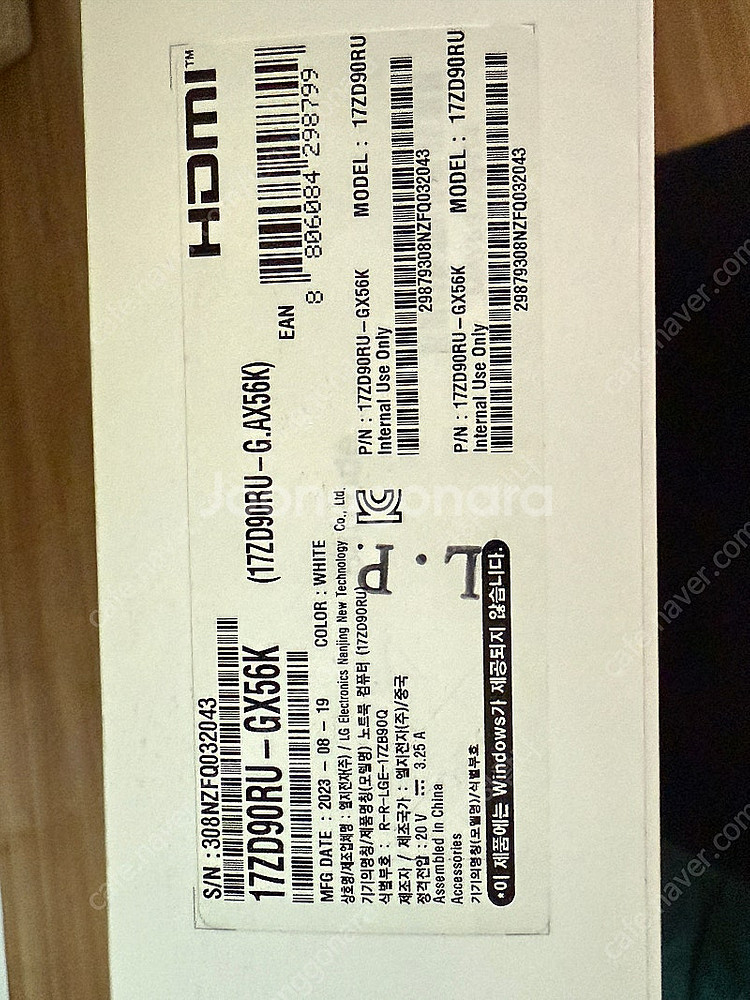 S/N : 308NZFQ032043
17ZD90RU-GX56K
(17ZD90RU-G.AX56K)
HDMI™
EAN
8 806084 298799
MFG DATE : 2023 - 08 - 19
COLOR : WHITE
상호명/제조업체명 : 엘지전자(주) / LG Electronics Nanjing New Technology Co., Ltd.
기기의명칭/제품명칭(모델명) 노트북 컴퓨터 (17ZD90RU)
식별부호 : R-R-LGE-17ZB90Q
제조자 / 제조국가 : 엘지전자(주)/중국
정격전압 : 20 V ⎓ 3.25 A
Assembled In China
Accessories
기기의명칭(모델명)/식별부호
*이 제품에는 Windows가 제공되지 않습니다.
L . P
P/N : 17ZD90RU-GX56K
MODEL : 17ZD90RU
Internal Use Only
29879308NZFQ032043
P/N : 17ZD90RU-GX56K
MODEL : 17ZD90RU
Internal Use Only
29879308NZFQ032043
Joonggonara
cafe.naver.com